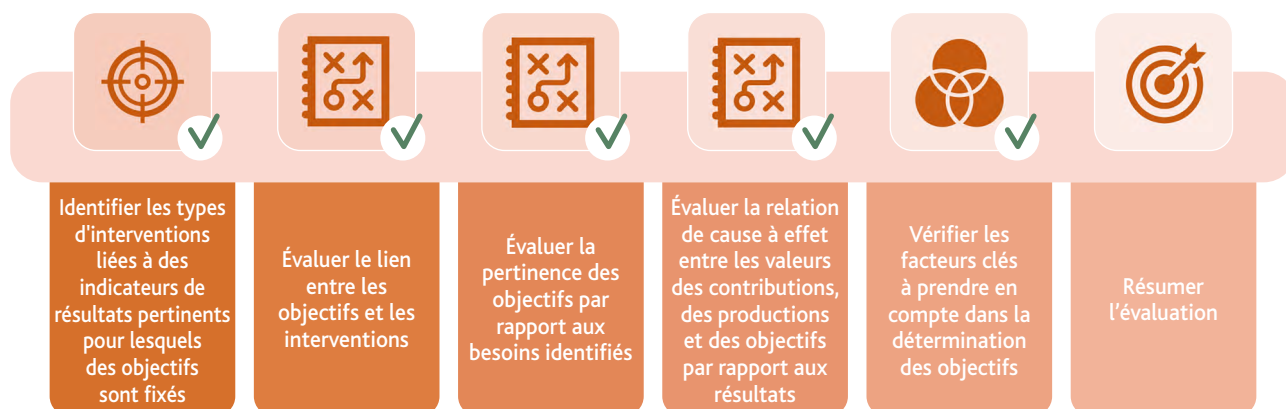 Identifier les types
d'interventions
liées à des
indicateurs de
résultats pertinents
pour lesquels
des objectifs
sont fixés
Évaluer le lien
entre les
objectifs et les
interventions
Évaluer la
pertinence des
objectifs par
rapport aux
besoins identifiés
Évaluer la relation
de cause à effet
entre les valeurs
des contributions,
des productions
et des objectifs
par rapport aux
résultats
Vérifier les
facteurs clés
à prendre en
compte dans la
détermination
des objectifs
Résumer
l’évaluation